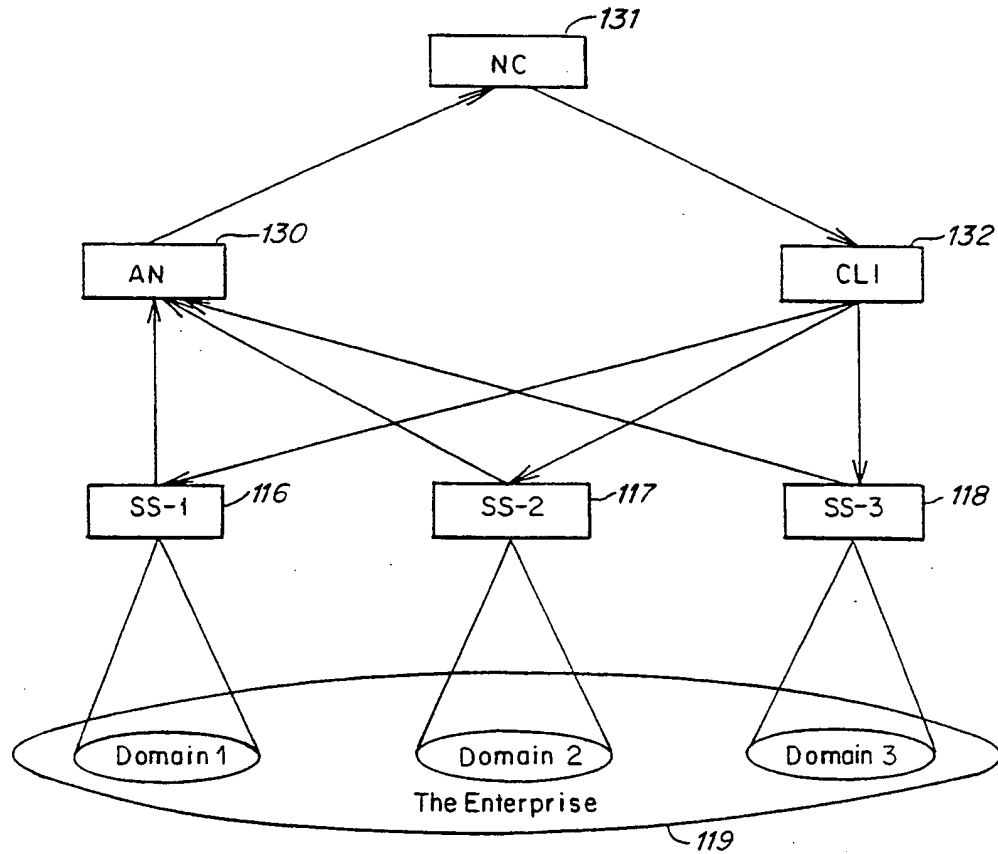 131
NC
130
AN
132
CLI
SS-1
116
SS-2
117
SS-3
118
Domain 1
Domain 2
Domain 3
The Enterprise
119